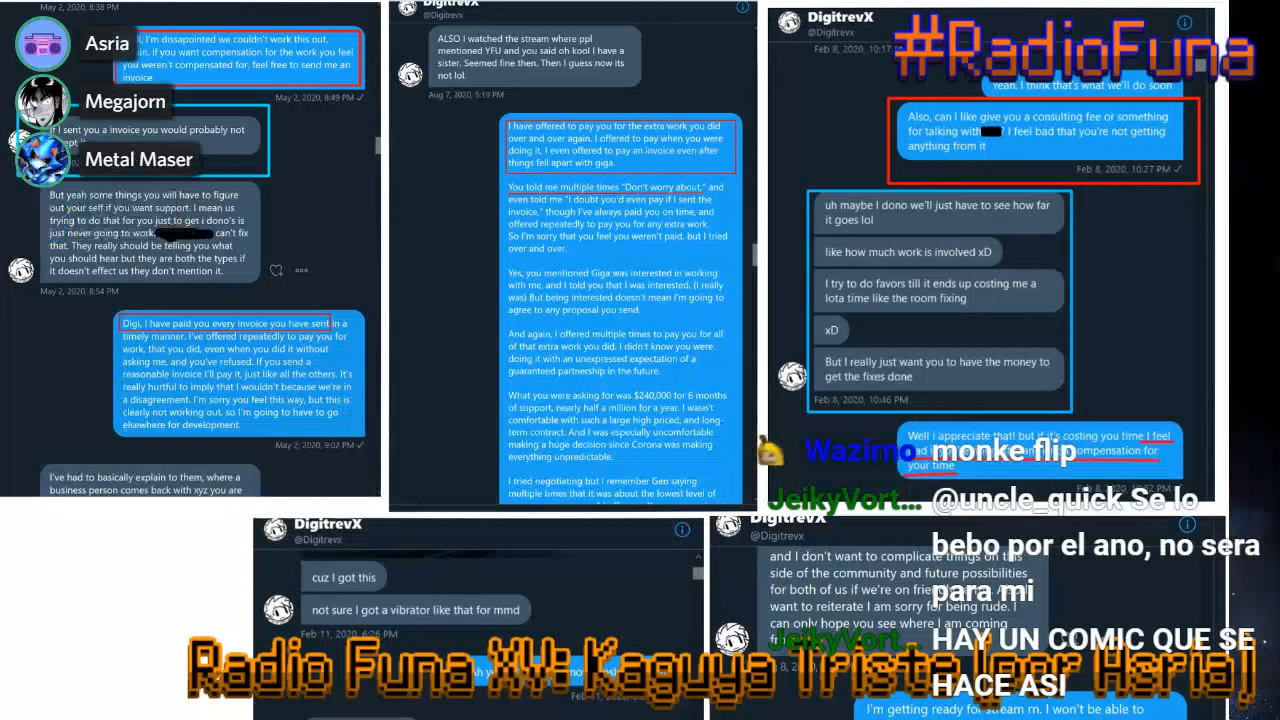 May 2, 2020, 8:38 PM
I'm dissapointed we couldn't work this out.
if you want compensation for the work you feel
you weren't compensated for, feel free to send me an
invoice
May 2, 2020, 8:49 PM ✓
Asria
Megajorn
Metal Maser
if I sent you a invoice you would probably not
But yeah some things you will have to figure
out your self if you want support. I mean us
trying to do that for you just to get i dono's is
just never going to work. can't fix
that. They really should be telling you what
you should hear but they are both the types if
it doesn't effect us they don't mention it.
May 2, 2020, 8:54 PM
Digi, I have paid you every invoice you have sent in a
timely manner. I've offered repeatedly to pay you for
work, that you did, even when you did it without
asking me, and you've refused. If you send a
reasonable invoice I'll pay it, just like all the others. It's
really hurtful to imply that I wouldn't because we're in
a disagreement. I'm sorry you feel this way, but this is
clearly not working out, so I'm going to have to go
elsewhere for development.
May 2, 2020, 9:02 PM ✓
I've had to basically explain to them, where a
business person comes back with xyz you are
DigitrevX
@Digitrevx
ALSO I watched the stream where ppl
mentioned YFU and you said oh kool I have a
sister. Seemed fine then. Then I guess now its
not lol.
Aug 7, 2020, 5:19 PM
I have offered to pay you for the extra work you did
over and over again. I offered to pay when you were
doing it, I even offered to pay an invoice even after
things fell apart with giga.
You told me multiple times "Don't worry about," and
even told me "I doubt you'd even pay if I sent the
invoice," though I've always paid you on time, and
offered repeatedly to pay you for any extra work.
So I'm sorry that you feel you weren't paid, but I tried
over and over.
Yes, you mentioned Giga was interested in working
with me, and I told you that I was interested. (I really
was) But being interested doesn't mean I'm going to
agree to any proposal you send.
And again, I offered multiple times to pay you for all
of that extra work you did. I didn't know you were
doing it with an unexpressed expectation of a
guaranteed partnership in the future.
What you were asking for was $240,000 for 6 months
of support, nearly half a million for a year. I wasn't
comfortable with such a large high priced, and long-
term contract. And I was especially uncomfortable
making a huge decision since Corona was making
everything unpredictable.
I tried negotiating but I remember Gen saying
multiple times that it was about the lowest level of
DigitrevX
@Digitrevx
#RadioFuna
Feb 8, 2020, 10:17
Yeah. I think that's what we'll do soon
Also, can I like give you a consulting fee or something
for talking with I feel bad that you're not getting
anything from it
Feb 8, 2020, 10:27 PM ✓
uh maybe I dono we'll just have to see how far
it goes lol
like how much work is involved xD
I try to do favors till it ends up costing me a
lota time like the room fixing
xD
But I really just want you to have the money to
get the fixes done
Feb 8, 2020, 10:46 PM
Well i appreciate that! but if it's costing you time I feel
compensation for
your time
Wazirno monke flip
JeikyVort... @uncle_quick Se lo
bebo por el ano, no sera
para mi
JeikyVort... HAY UN COMIC QUE SE
HACE ASI
DigitrevX
@Digitrevx
cuz I got this
not sure I got a vibrator like that for mmd
Feb 11, 2020, 6:26 PM
DigitrevX
@Digitrevx
and I don't want to complicate things on this
side of the community and future possibilities
for both of us if we're on
want to reiterate I am sorry for being rude. I
can only hope you see where I am coming
I'm getting ready for stream rn. I won't be able to
Radio Funa XV: Kaguya Trista (por Asria)